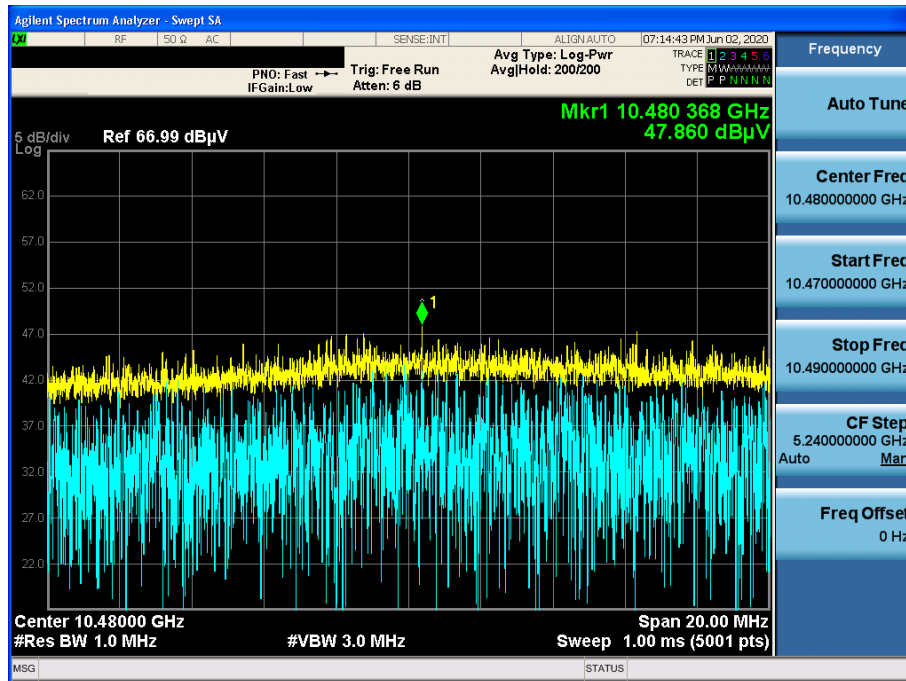 Agilent Spectrum Analyzer - Swept SA
LXI RF 50 Ω AC SENSE:INT ALIGN AUTO 07:14:43 PM Jun 02, 2020
PNO: Fast Trig: Free Run Avg Type: Log-Pwr TRACE 1 2 3 4 5 6
IFGain:Low Atten: 6 dB Avg|Hold: 200/200 TYPE M W W W W W
DET P P N N N N
Mkr1 10.480 368 GHz
47.860 dBµV
5 dB/div Ref 66.99 dBµV
Log
62.0
57.0
52.0
1
47.0
42.0
37.0
32.0
27.0
22.0
Center 10.48000 GHz Span 20.00 MHz
#Res BW 1.0 MHz #VBW 3.0 MHz Sweep 1.00 ms (5001 pts)
MSG STATUS
Frequency
Auto Tune
Center Freq
10.480000000 GHz
Start Freq
10.470000000 GHz
Stop Freq
10.490000000 GHz
CF Step
5.240000000 GHz
Auto Man
Freq Offset
0 Hz